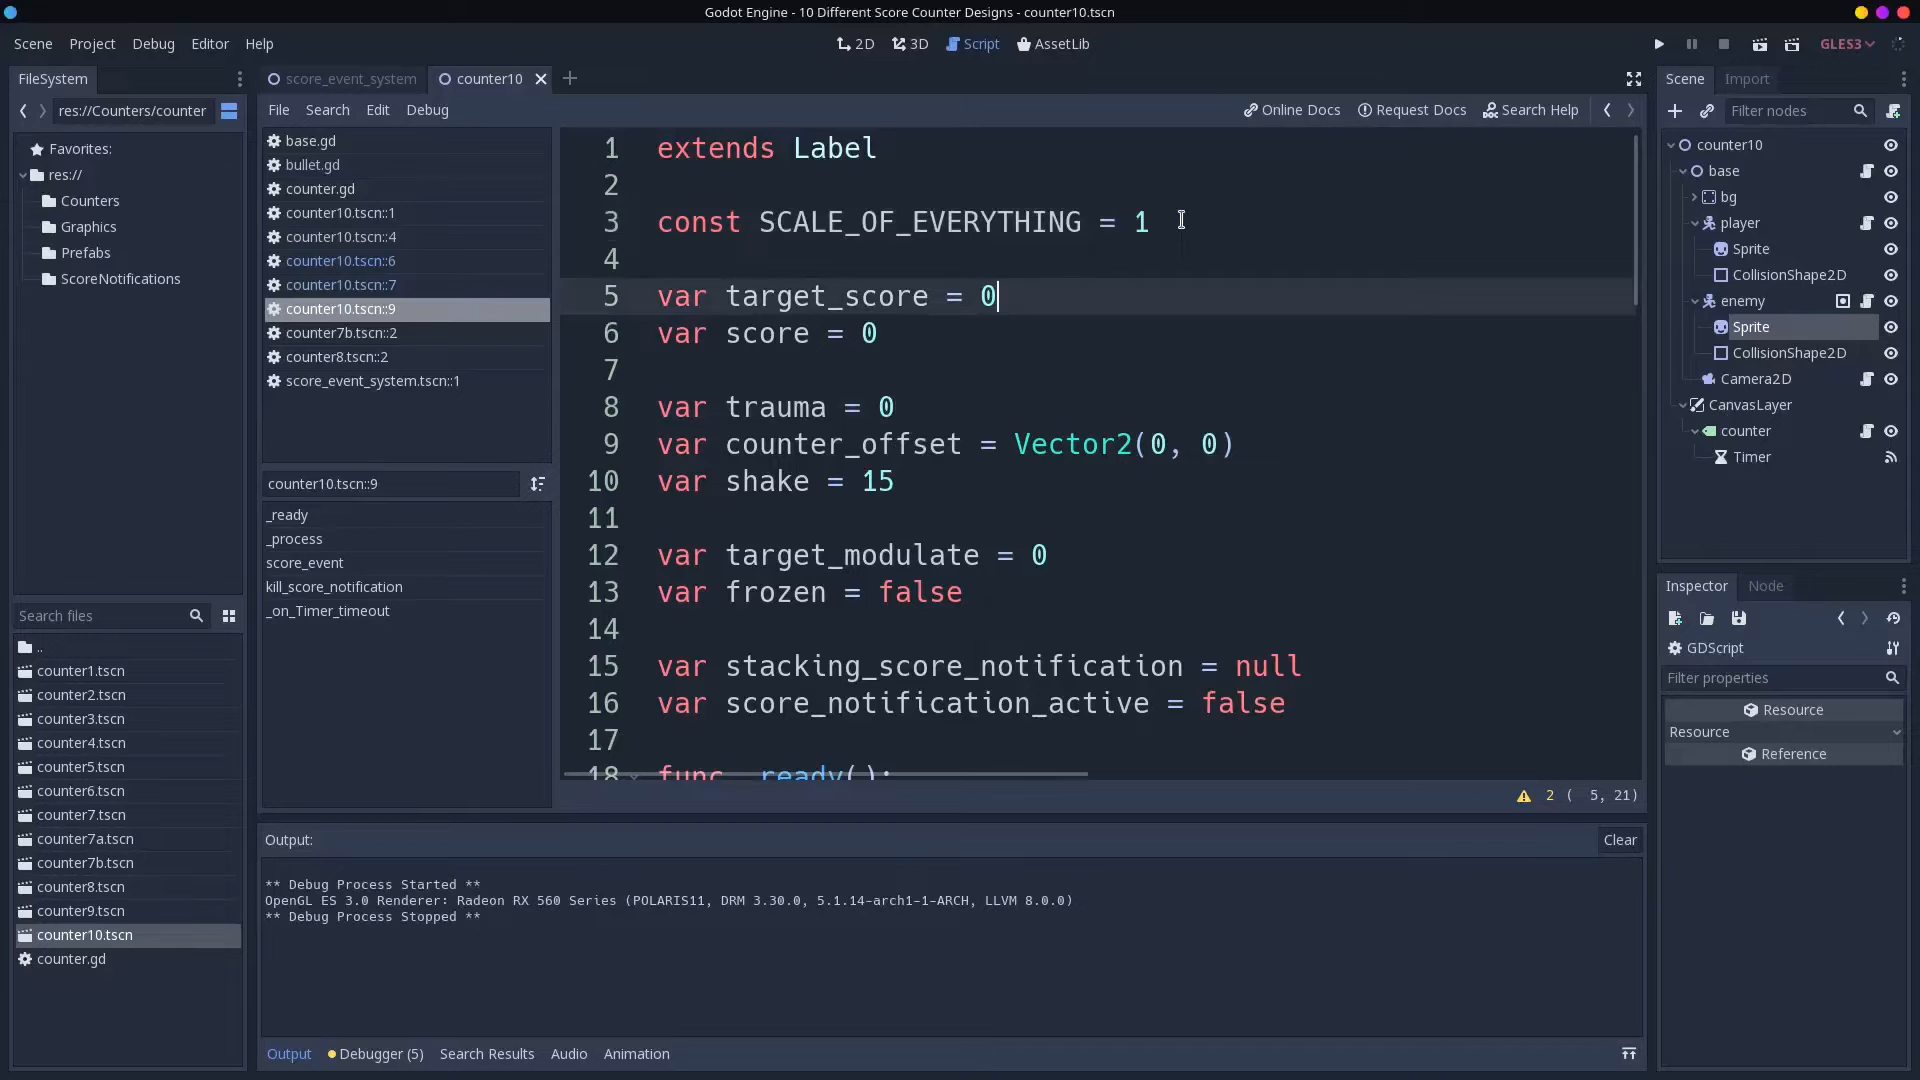 Godot Engine - 10 Different Score Counter Designs - counter10.tscn
Scene Project Debug Editor Help
2D 3D Script AssetLib
GLES3
FileSystem
res://Counters/counter
Favorites:
res://
Counters
Graphics
Prefabs
ScoreNotifications
Search files
..
counter1.tscn
counter2.tscn
counter3.tscn
counter4.tscn
counter5.tscn
counter6.tscn
counter7.tscn
counter7a.tscn
counter7b.tscn
counter8.tscn
counter9.tscn
counter10.tscn
counter.gd
score_event_system counter10
File Search Edit Debug
Online Docs Request Docs Search Help
base.gd
bullet.gd
counter.gd
counter10.tscn::1
counter10.tscn::4
counter10.tscn::6
counter10.tscn::7
counter10.tscn::9
counter7b.tscn::2
counter8.tscn::2
score_event_system.tscn::1
counter10.tscn::9
_ready
_process
score_event
kill_score_notification
_on_Timer_timeout
1 extends Label
2
3 const SCALE_OF_EVERYTHING = 1
4
5 var target_score = 0
6 var score = 0
7
8 var trauma = 0
9 var counter_offset = Vector2(0, 0)
10 var shake = 15
11
12 var target_modulate = 0
13 var frozen = false
14
15 var stacking_score_notification = null
16 var score_notification_active = false
17
18 func _ready():
2 ( 5, 21)
Output:
Clear
** Debug Process Started **
OpenGL ES 3.0 Renderer: Radeon RX 560 Series (POLARIS11, DRM 3.30.0, 5.1.14-arch1-1-ARCH, LLVM 8.0.0)
** Debug Process Stopped **
Output Debugger (5) Search Results Audio Animation
Scene Import
Filter nodes
counter10
base
bg
player
Sprite
CollisionShape2D
enemy
Sprite
CollisionShape2D
Camera2D
CanvasLayer
counter
Timer
Inspector Node
GDScript
Filter properties
Resource
Resource
Reference